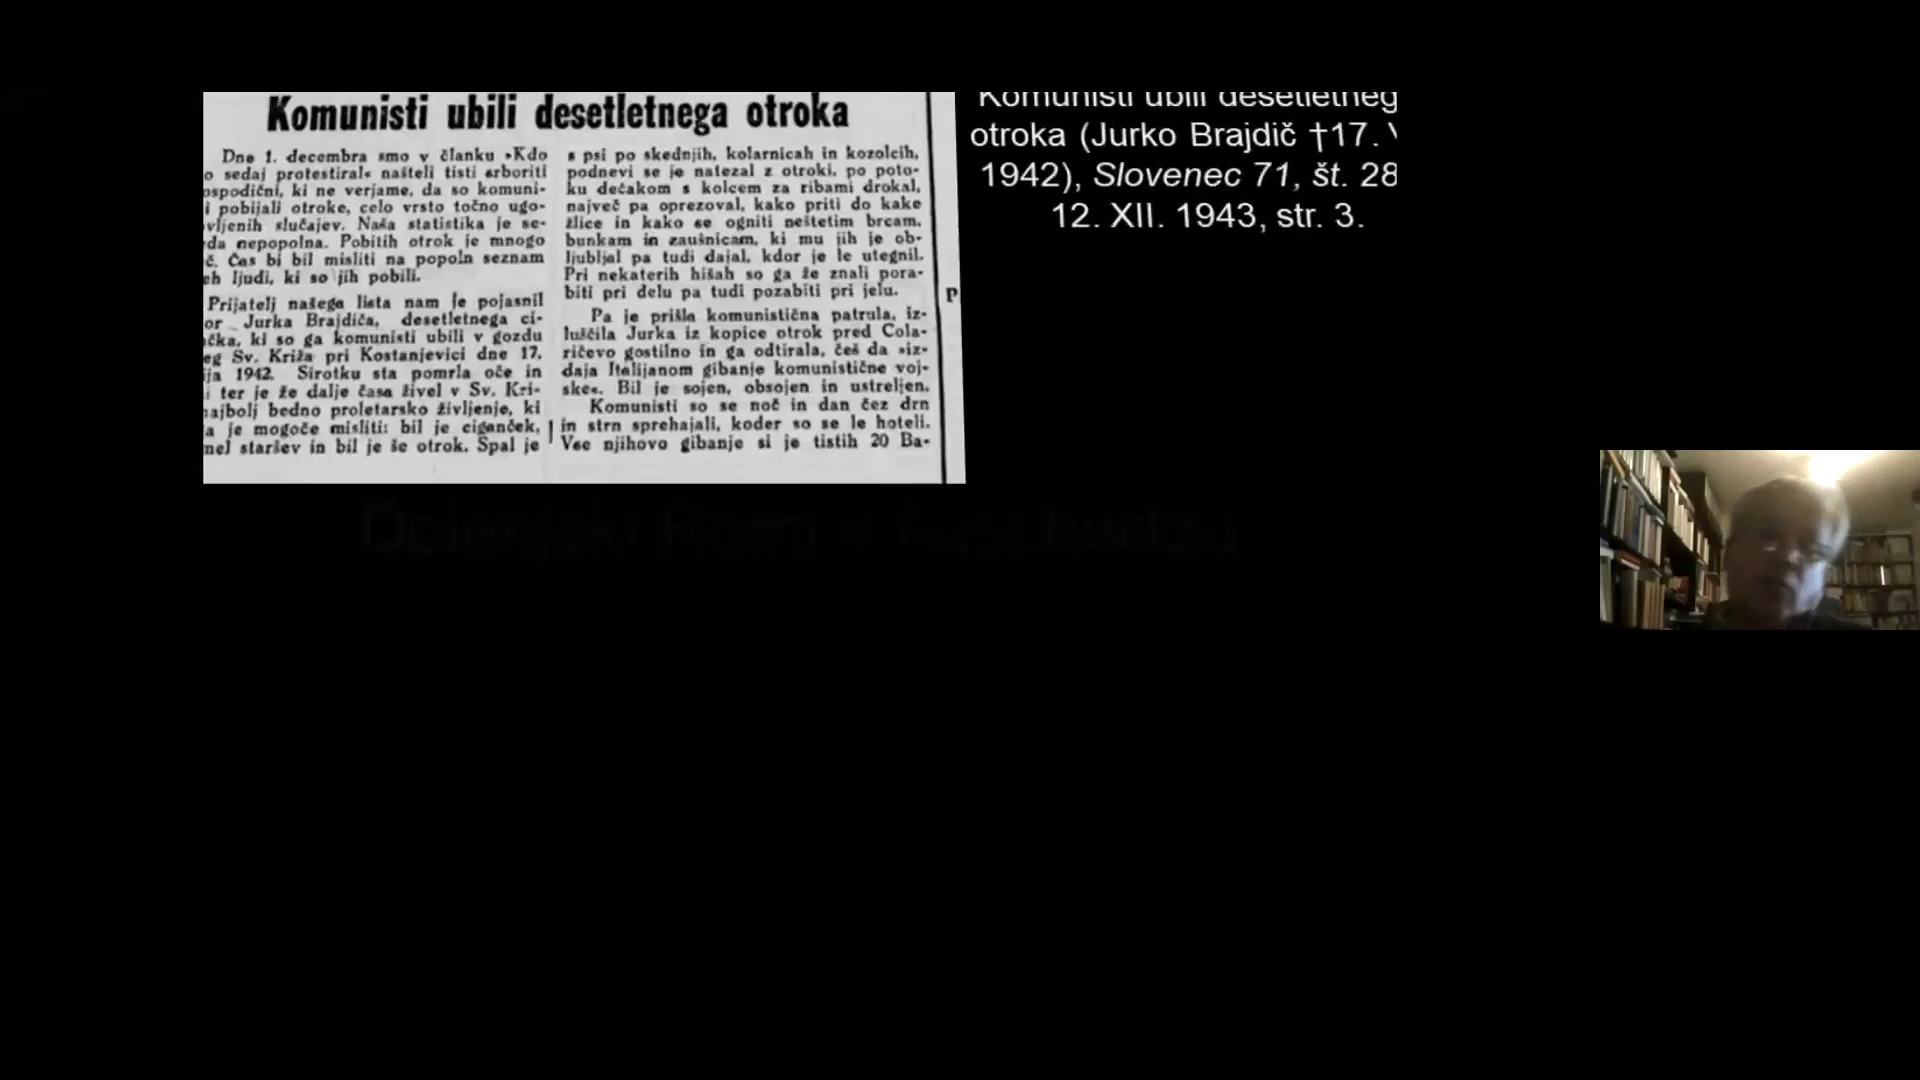 Komunisti ubili desetletnega otroka
Dne 1. decembra smo v članku »Kdo
o sedaj protestiral« našteli tisti srboriti
ospodični, ki ne verjame, da so komuni-
i pobijali otroke, celo vrsto točno ugo-
vljenih slučajev. Naša statistika je se-
da nepopolna. Pobitih otrok je mnogo
č. Čas bi bil misliti na popoln seznam
eh ljudi, ki so jih pobili.
Prijatelj našega lista nam je pojasnil
or Jurka Brajdiča, desetletnega ci-
ička, ki so ga komunisti ubili v gozdu
eg Sv. Križa pri Kostanjevici dne 17.
ija 1942. Sirotku sta pomrla oče in
i ter je že dalje časa živel v Sv. Kri-
najbolj bedno proletarsko življenje, ki
a je mogoče misliti: bil je ciganček,
mel staršev in bil je še otrok. Spal je
s psi po skednjih, kolarnicah in kozolcih,
podnevi se je natezal z otroki, po poto-
ku dečakom s kolcem za ribami drokal,
največ pa oprezoval, kako priti do kake
žlice in kako se ogniti neštetim brcam,
bunkam in zaušnicam, ki mu jih je ob-
ljubljal pa tudi dajal, kdor je le utegnil.
Pri nekaterih hišah so ga že znali pora-
biti pri delu pa tudi pozabiti pri jelu.
Pa je prišla komunistična patrula, iz-
luščila Jurka iz kopice otrok pred Cola-
ričevo gostilno in ga odtirala, češ da »iz-
daja Italijanom gibanje komunistične voj-
ske«. Bil je sojen, obsojen in ustreljen.
Komunisti so se noč in dan čez drn
in strn sprehajali, koder so se le hoteli.
Vse njihovo gibanje si je tistih 20 Ba-
P
Komunisti ubili desetletneg
otroka (Jurko Brajdič †17. V
1942), Slovenec 71, št. 28
12. XII. 1943, str. 3.
Dolenjski Romi v Auschwitzu